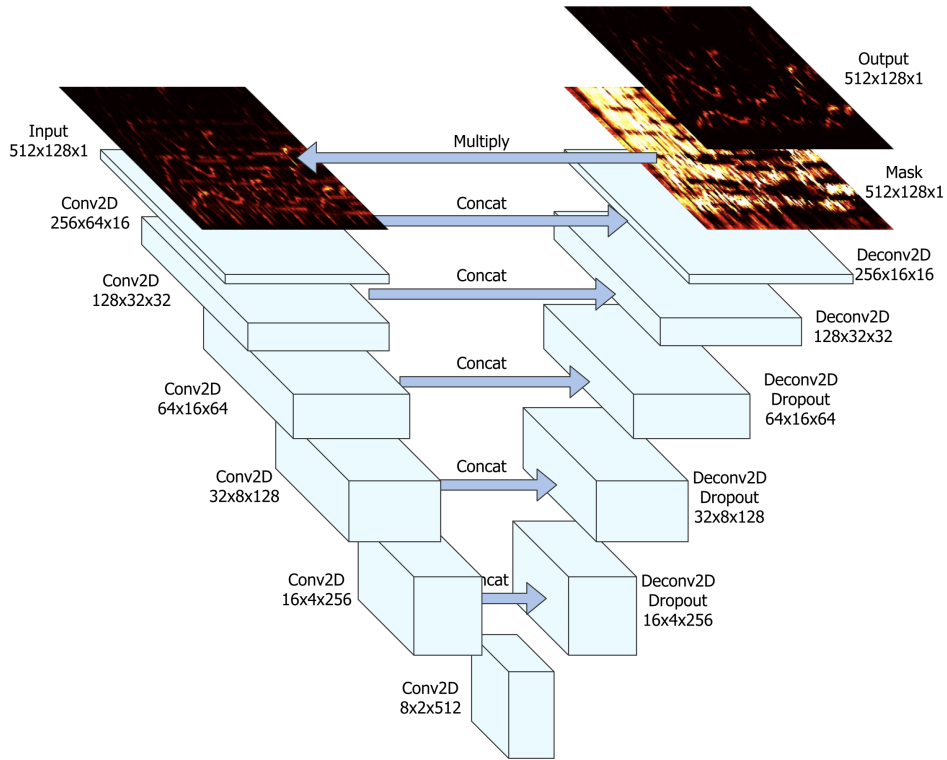 Output
512x128x1
Input
512x128x1
Multiply
Mask
512x128x1
Conv2D
256x64x16
Concat
Deconv2D
256x16x16
Conv2D
128x32x32
Concat
Deconv2D
128x32x32
Conv2D
64x16x64
Concat
Deconv2D
Dropout
64x16x64
Conv2D
32x8x128
Concat
Deconv2D
Dropout
32x8x128
Conv2D
16x4x256
ncat
Deconv2D
Dropout
16x4x256
Conv2D
8x2x512